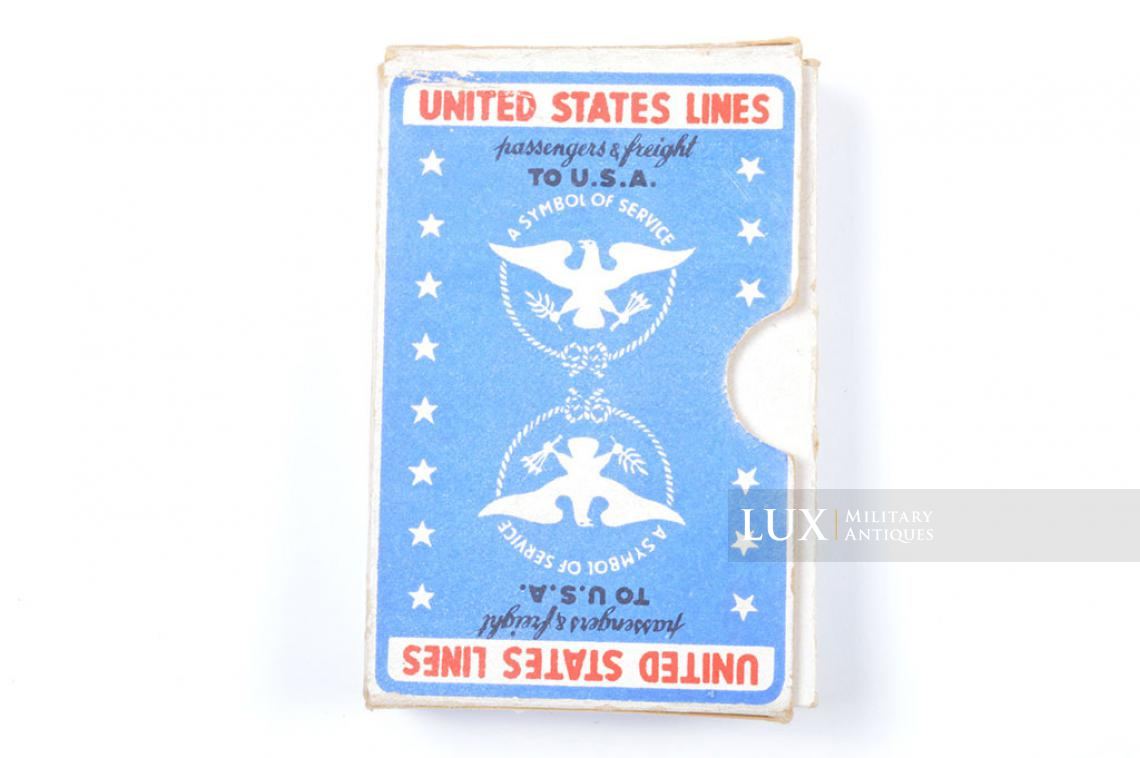 UNITED STATES LINES
passengers & freight
TO U.S.A.
A SYMBOL OF SERVICE
A SYMBOL OF SERVICE
TO U.S.A.
passengers & freight
UNITED STATES LINES
LUX | MILITARY
ANTIQUES